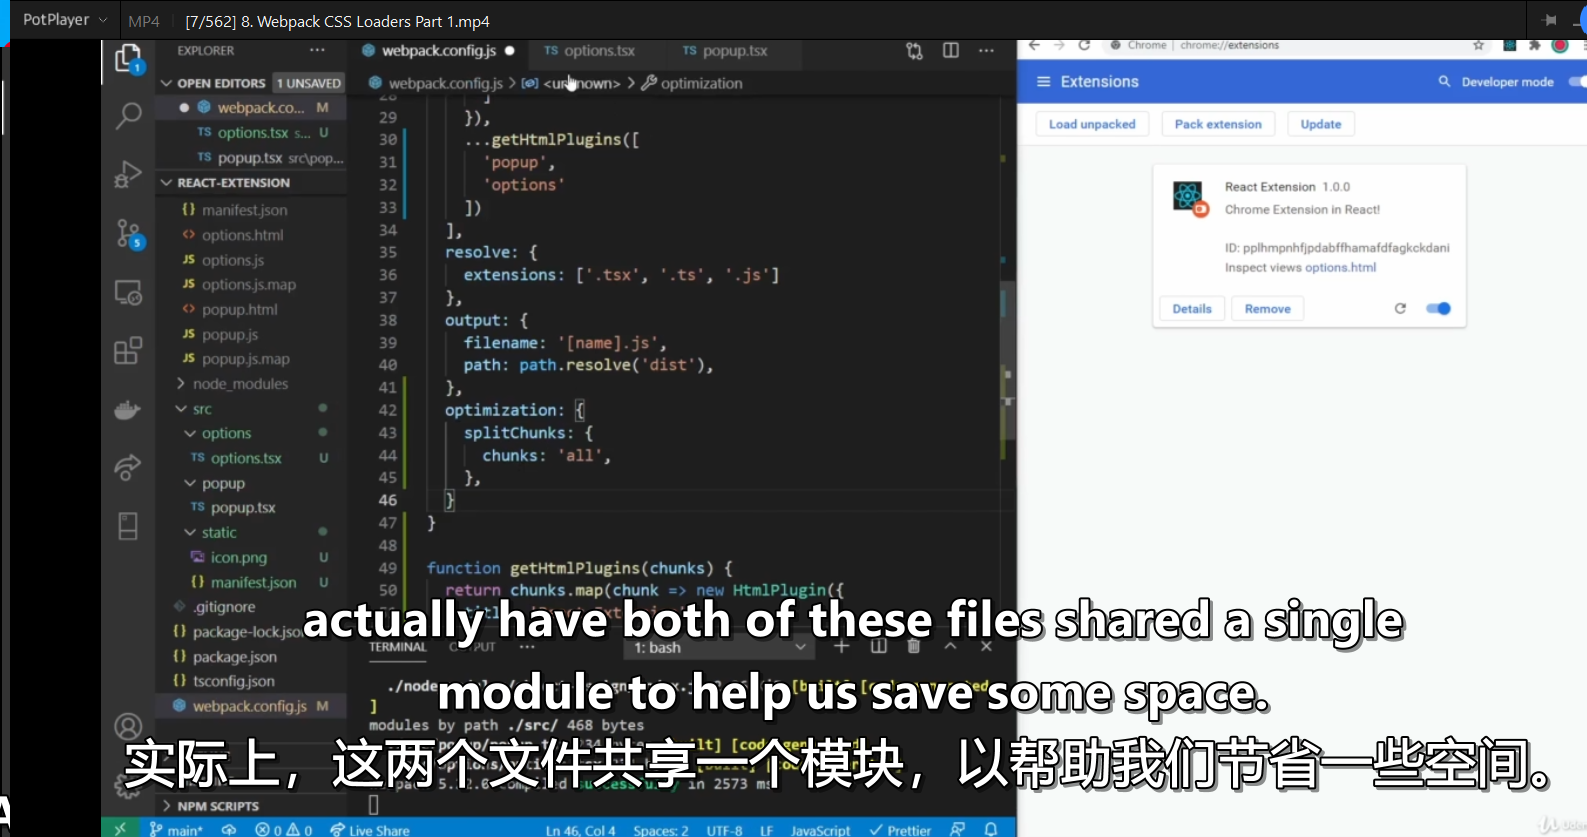 PotPlayer
MP4
[7/562] 8. Webpack CSS Loaders Part 1.mp4
EXPLORER
OPEN EDITORS
1 UNSAVED
webpack.co... M
TS options.tsx s... U
TS popup.tsx src\pop...
REACT-EXTENSION
{} manifest.json
<> options.html
JS options.js
JS options.js.map
<> popup.html
JS popup.js
JS popup.js.map
node_modules
src
options
TS options.tsx U
popup
TS popup.tsx
static
icon.png U
{} manifest.json U
.gitignore
{} package-lock.jso
{} package.json
{} tsconfig.json
webpack.config.js M
NPM SCRIPTS
1
5
webpack.config.js
TS options.tsx
TS popup.tsx
webpack.config.js > <unknown> > optimization
28 ]
29 }),
30 ...getHtmlPlugins([
31 'popup',
32 'options'
33 ])
34 ],
35 resolve: {
36 extensions: ['.tsx', '.ts', '.js']
37 },
38 output: {
39 filename: '[name].js',
40 path: path.resolve('dist'),
41 },
42 optimization: {
43 splitChunks: {
44 chunks: 'all',
45 },
46 }
47 }
48
49 function getHtmlPlugins(chunks) {
50 return chunks.map(chunk => new HtmlPlugin({
TERMINAL
1: bash
]
modules by path ./src/ 468 bytes
in 2573 ms
actually have both of these files shared a single
module to help us save some space.
实际上，这两个文件共享一个模块，以帮助我们节省一些空间。
main*
0
0
Live Share
Ln 46, Col 4
Spaces: 2
UTF-8
LF
JavaScript
Prettier
Chrome | chrome://extensions
Extensions
Developer mode
Load unpacked
Pack extension
Update
React Extension 1.0.0
Chrome Extension in React!
ID: pplhmpnhfjpdabffhamafdfagkckdani
Inspect views options.html
Details
Remove